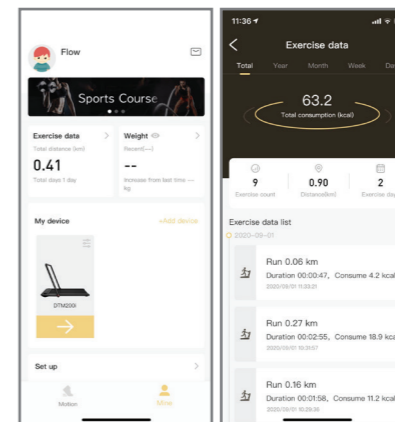 Flow
Sports Course
Exercise data >
Total distance (km)
0.41
Total days 1 day
Weight >
Recent(--)
--
Increase from last time --
kg
My device
+Add device
DTM200i
Set up >
Motion
Mine
11:36
Exercise data
Total Year Month Week Da
63.2
Total consumption (kcal)
9
Exercise count
0.90
Distance(km)
2
Exercise day
Exercise data list
2020-09-01
Run 0.06 km
Duration 00:00:47, Consume 4.2 kcal
2020/09/01 11:03:21
Run 0.27 km
Duration 00:02:55, Consume 18.9 kca
2020/09/01 10:31:57
Run 0.16 km
Duration 00:01:58, Consume 11.2 kcal
2020/09/01 10:29:36